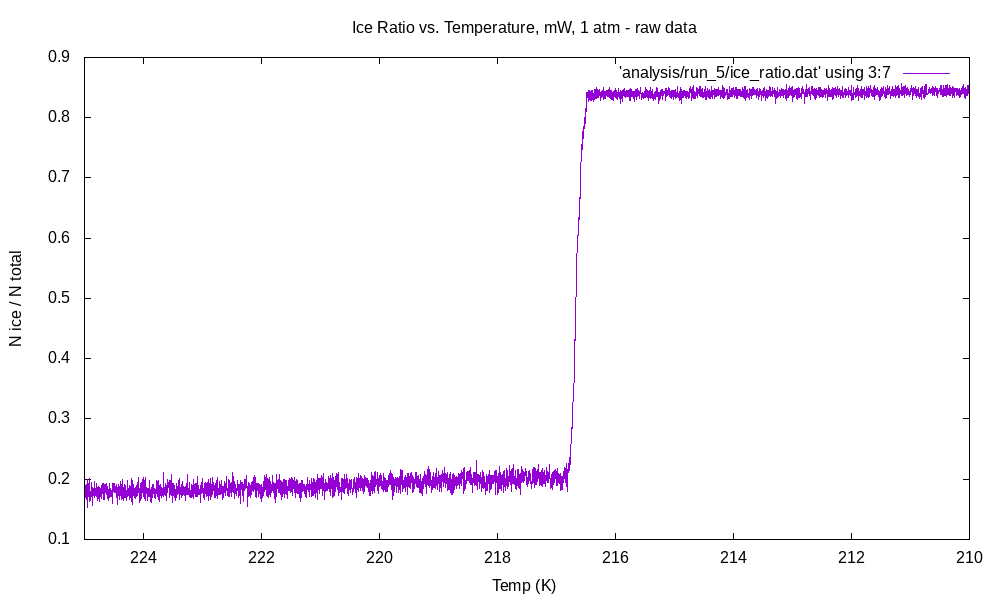 Ice Ratio vs. Temperature, mW, 1 atm - raw data
'analysis/run_5/ice_ratio.dat' using 3:7
N ice / N total
0.9
0.8
0.7
0.6
0.5
0.4
0.3
0.2
0.1
224 222 220 218 216 214 212 210
Temp (K)